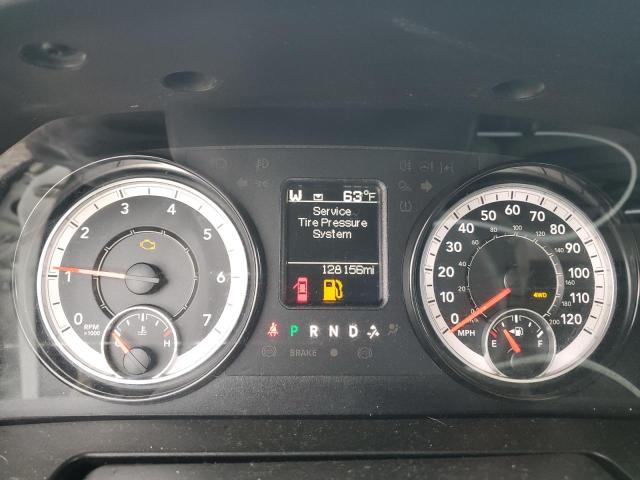 W 63°F
Service
Tire Pressure
System
128156mi
0 1 2 3 4 5 6 7
RPM
x1000
H
P R N D
BRAKE
0 10 20 30 40 50 60 70 80 90 100 110 120
MPH
4WD
E F